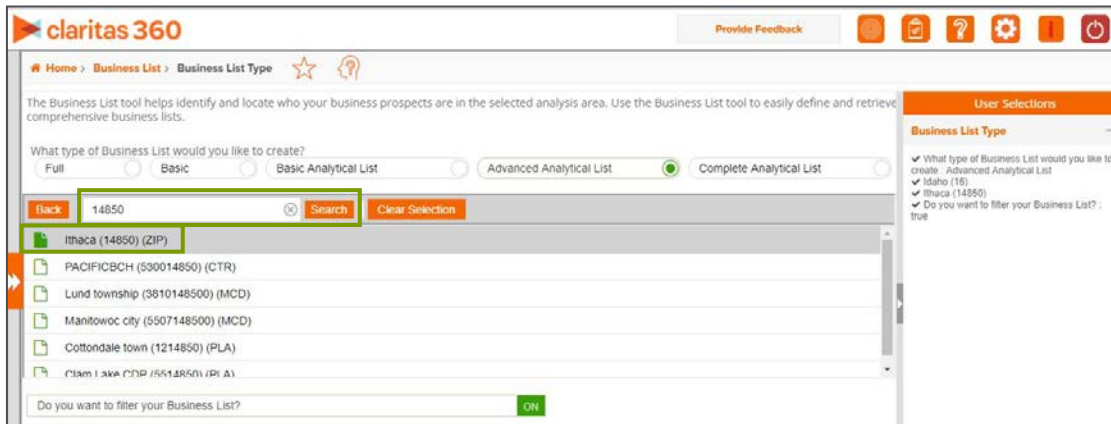 claritas 360
Provide Feedback
Home > Business List > Business List Type
The Business List tool helps identify and locate who your business prospects are in the selected analysis area. Use the Business List tool to easily define and retrieve
comprehensive business lists.
What type of Business List would you like to create?
Full Basic Basic Analytical List Advanced Analytical List Complete Analytical List
Back 14850 Search Clear Selection
Ithaca (14850) (ZIP)
PACIFICBCH (530014850) (CTR)
Lund township (3810148500) (MCD)
Manitowoc city (5507148500) (MCD)
Cottondale town (1214850) (PLA)
Clam Lake CDP (5514850) (PLA)
Do you want to filter your Business List? ON
User Selections
Business List Type
✔ What type of Business List would you like to
create : Advanced Analytical List
✔ Idaho (16)
✔ Ithaca (14850)
✔ Do you want to filter your Business List? :
true